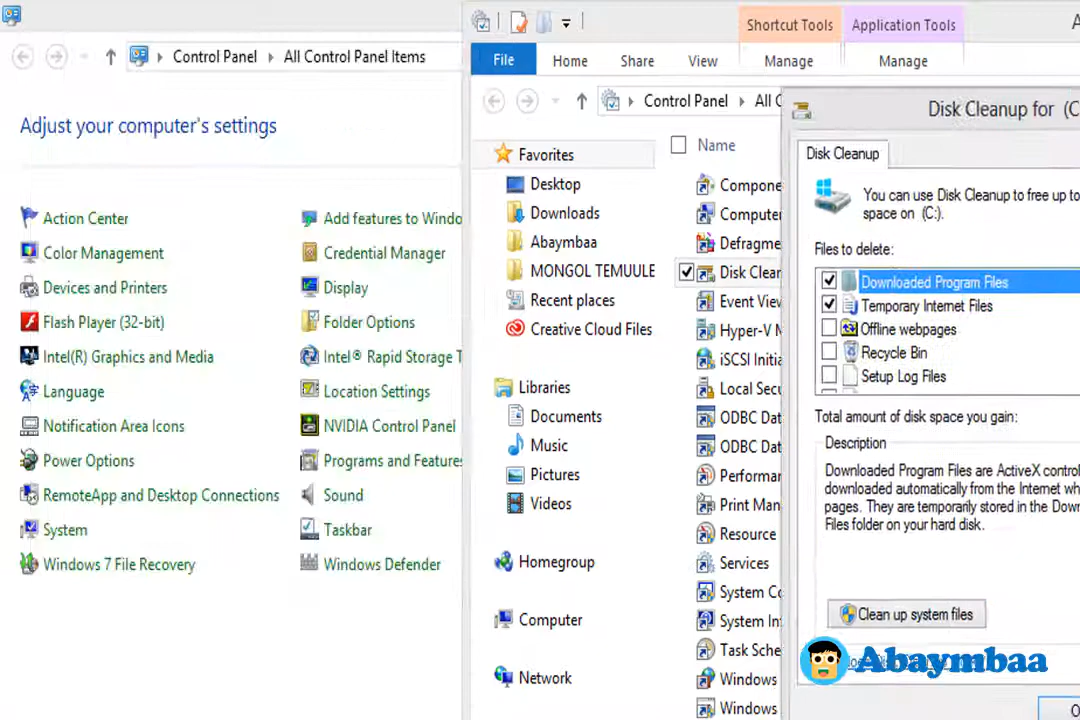 Control Panel
All Control Panel Items
Adjust your computer's settings
Action Center
Color Management
Devices and Printers
Flash Player (32-bit)
Intel(R) Graphics and Media
Language
Notification Area Icons
Power Options
RemoteApp and Desktop Connections
System
Windows 7 File Recovery
Add features to Windo
Credential Manager
Display
Folder Options
Intel® Rapid Storage T
Location Settings
NVIDIA Control Panel
Programs and Features
Sound
Taskbar
Windows Defender
Shortcut Tools
Application Tools
File
Home
Share
View
Manage
Manage
Control Panel
All C
Favorites
Desktop
Downloads
Abaymbaa
MONGOL TEMUULE
Recent places
Creative Cloud Files
Libraries
Documents
Music
Pictures
Videos
Homegroup
Computer
Network
Name
Compone
Computer
Defragme
Disk Clean
Event View
Hyper-V M
iSCSI Initia
Local Secu
ODBC Dat
ODBC Dat
Performan
Print Man
Resource
Services
System Co
System In
Task Sche
Windows
Windows
Disk Cleanup for (C
Disk Cleanup
You can use Disk Cleanup to free up to
space on (C:).
Files to delete:
Downloaded Program Files
Temporary Internet Files
Offline webpages
Recycle Bin
Setup Log Files
Total amount of disk space you gain:
Description
Downloaded Program Files are ActiveX control
downloaded automatically from the Internet wh
pages. They are temporarily stored in the Down
Files folder on your hard disk.
Clean up system files
Abaymbaa